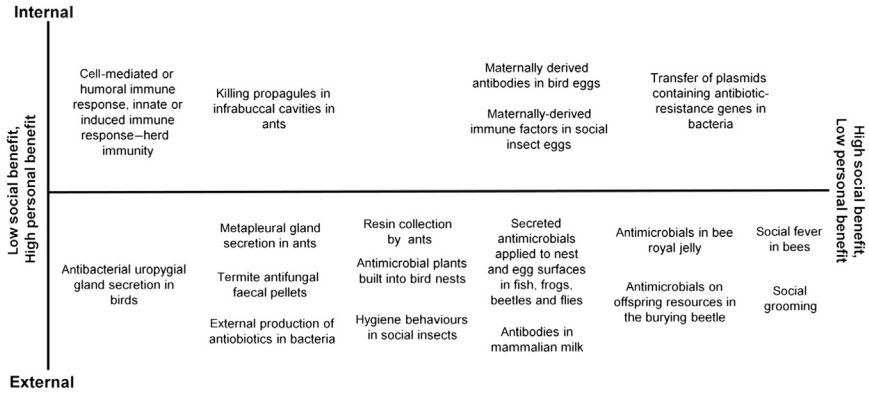 Internal
Low social benefit,
High personal benefit
Cell-mediated or
humoral immune
response, innate or
induced immune
response–herd
immunity
Killing propagules in
infrabuccal cavities in
ants
Maternally derived
antibodies in bird eggs
Maternally-derived
immune factors in social
insect eggs
Transfer of plasmids
containing antibiotic-
resistance genes in
bacteria
High social benefit,
Low personal benefit
Antibacterial uropygial
gland secretion in
birds
Metapleural gland
secretion in ants
Termite antifungal
faecal pellets
External production of
antiobiotics in bacteria
Resin collection
by ants
Antimicrobial plants
built into bird nests
Hygiene behaviours
in social insects
Secreted
antimicrobials
applied to nest
and egg surfaces
in fish, frogs,
beetles and flies
Antibodies in
mammalian milk
Antimicrobials in bee
royal jelly
Antimicrobials on
offspring resources in
the burying beetle
Social fever
in bees
Social
grooming
External